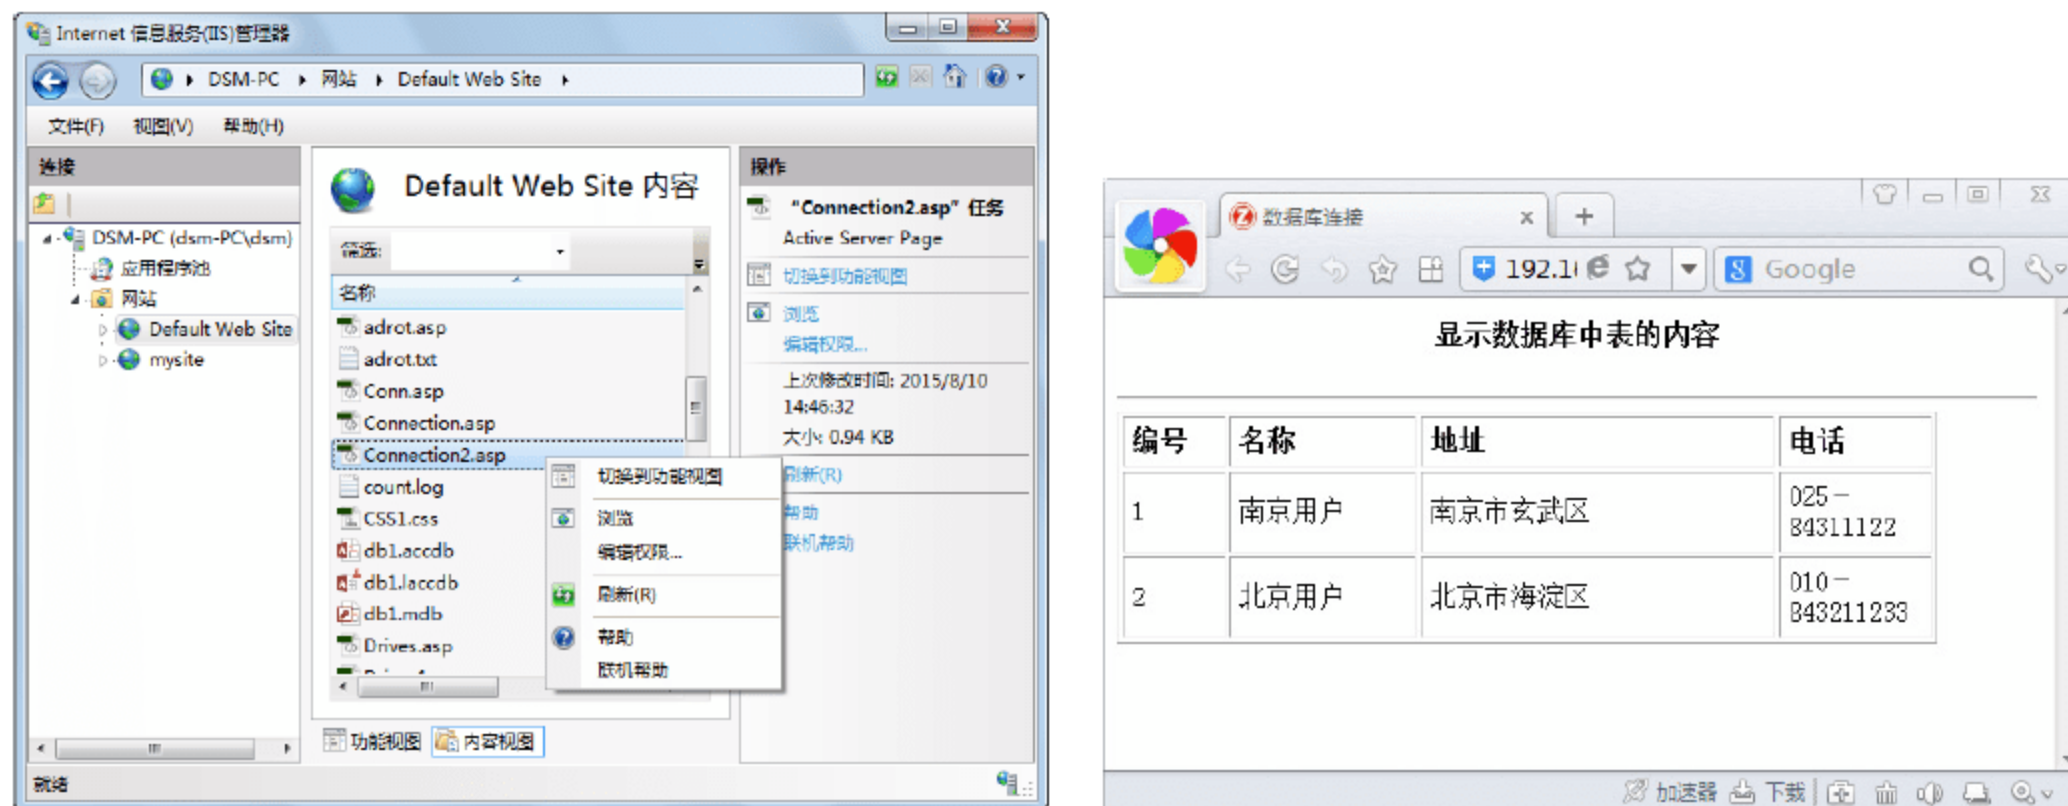 Internet 信息服务(IIS)管理器
DSM-PC 网站 Default Web Site
文件(F) 视图(V) 帮助(H)
连接
DSM-PC (dsm-PC\dsm)
应用程序池
网站
Default Web Site
mysite
Default Web Site 内容
筛选:
名称
adrot.asp
adrot.txt
Conn.asp
Connection.asp
Connection2.asp
count.log
CSS1.css
db1.accdb
db1.laccdb
db1.mdb
Drives.asp
切换到功能视图
浏览
编辑权限...
刷新(R)
帮助
联机帮助
功能视图 内容视图
操作
“Connection2.asp” 任务
Active Server Page
切换到功能视图
浏览
编辑权限...
上次修改时间: 2015/8/10
14:46:32
大小: 0.94 KB
刷新(R)
帮助
联机帮助
就绪
数据库连接
192.1 Google
显示数据库中表的内容
编号 名称 地址 电话
1 南京用户 南京市玄武区 025-
84311122
2 北京用户 北京市海淀区 010-
843211233
加速器 下载